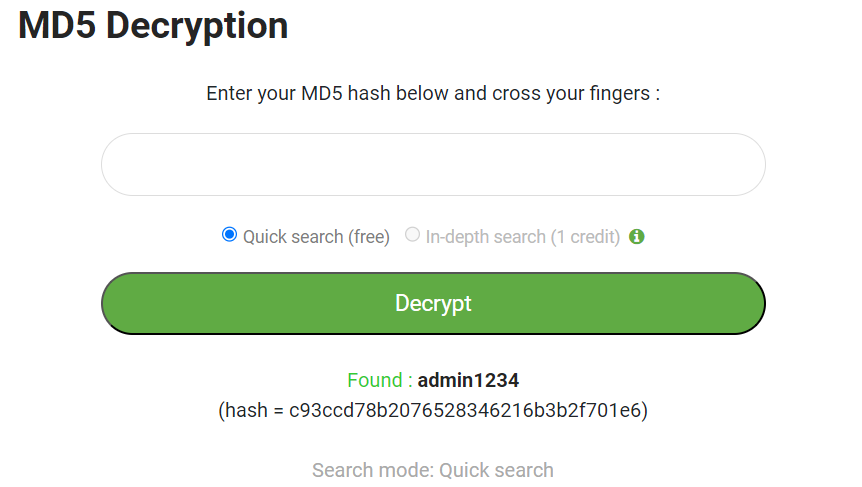 MD5 Decryption
Enter your MD5 hash below and cross your fingers :
Quick search (free) In-depth search (1 credit) i
Decrypt
Found : admin1234
(hash = c93ccd78b2076528346216b3b2f701e6)
Search mode: Quick search